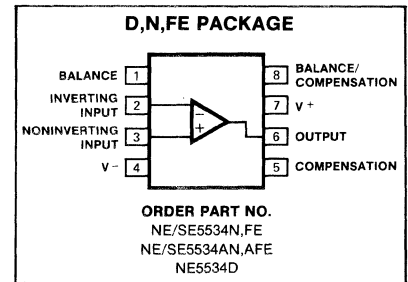 D,N,FE PACKAGE
BALANCE 1
8 BALANCE/
COMPENSATION
INVERTING
INPUT 2
7 V +
NONINVERTING
INPUT 3
6 OUTPUT
V - 4
5 COMPENSATION
- 
+
ORDER PART NO.
NE/SE5534N,FE
NE/SE5534AN,AFE
NE5534D